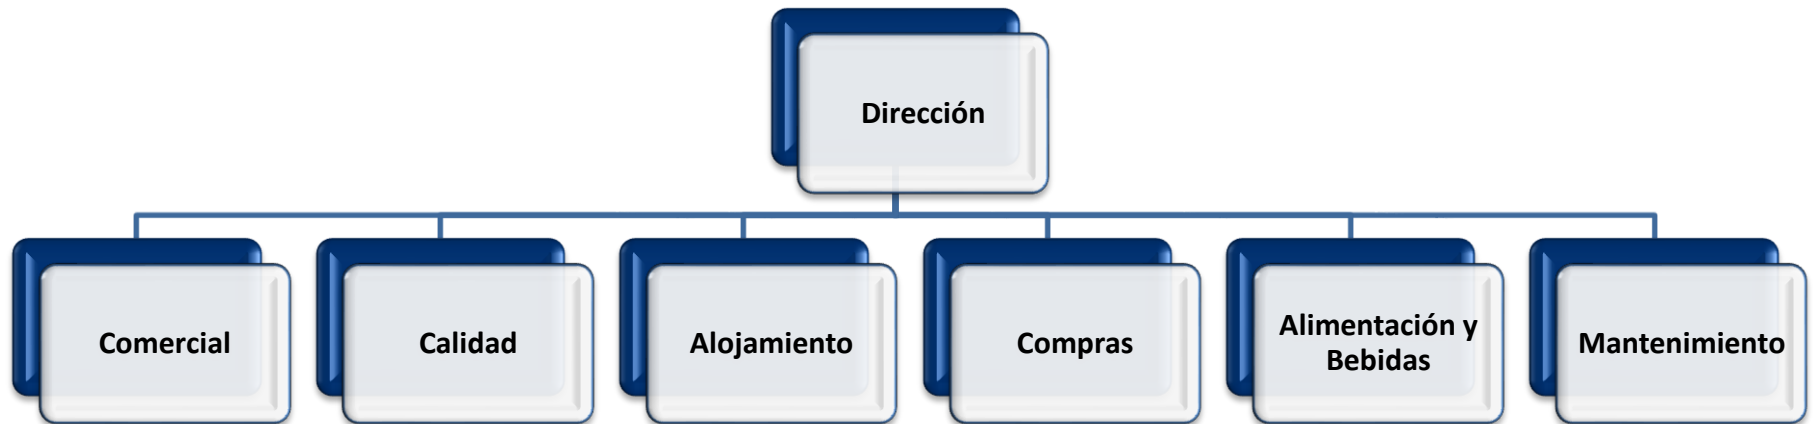 Dirección
Comercial
Calidad
Alojamiento
Compras
Alimentación y
Bebidas
Mantenimiento